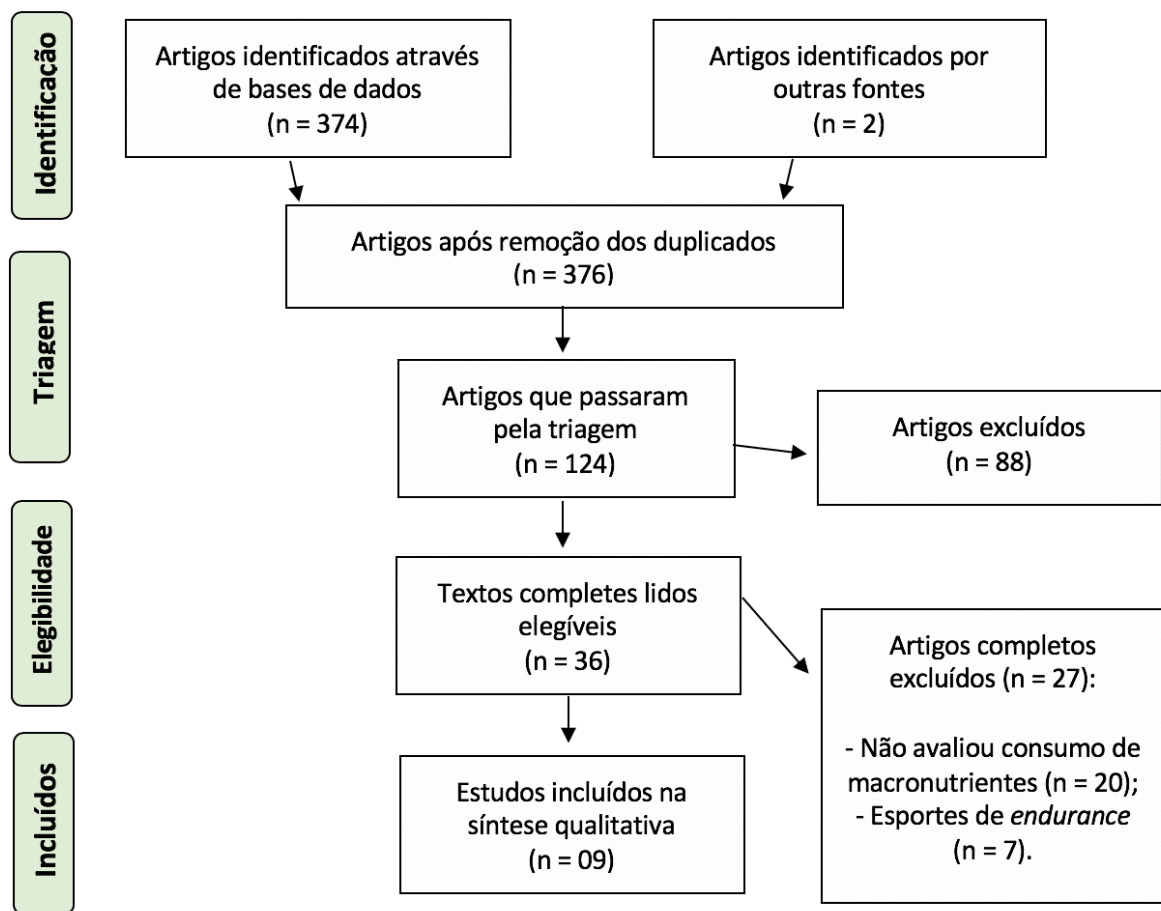 Identificação
Artigos identificados através
de bases de dados
(n = 374)
Artigos identificados por
outras fontes
(n = 2)
Artigos após remoção dos duplicados
(n = 376)
Triagem
Artigos que passaram
pela triagem
(n = 124)
Artigos excluídos
(n = 88)
Elegibilidade
Textos completes lidos
elegíveis
(n = 36)
Artigos completos
excluídos (n = 27):
- Não avaliou consumo de
macronutrientes (n = 20);
- Esportes de endurance
(n = 7).
Incluídos
Estudos incluídos na
síntese qualitativa
(n = 09)